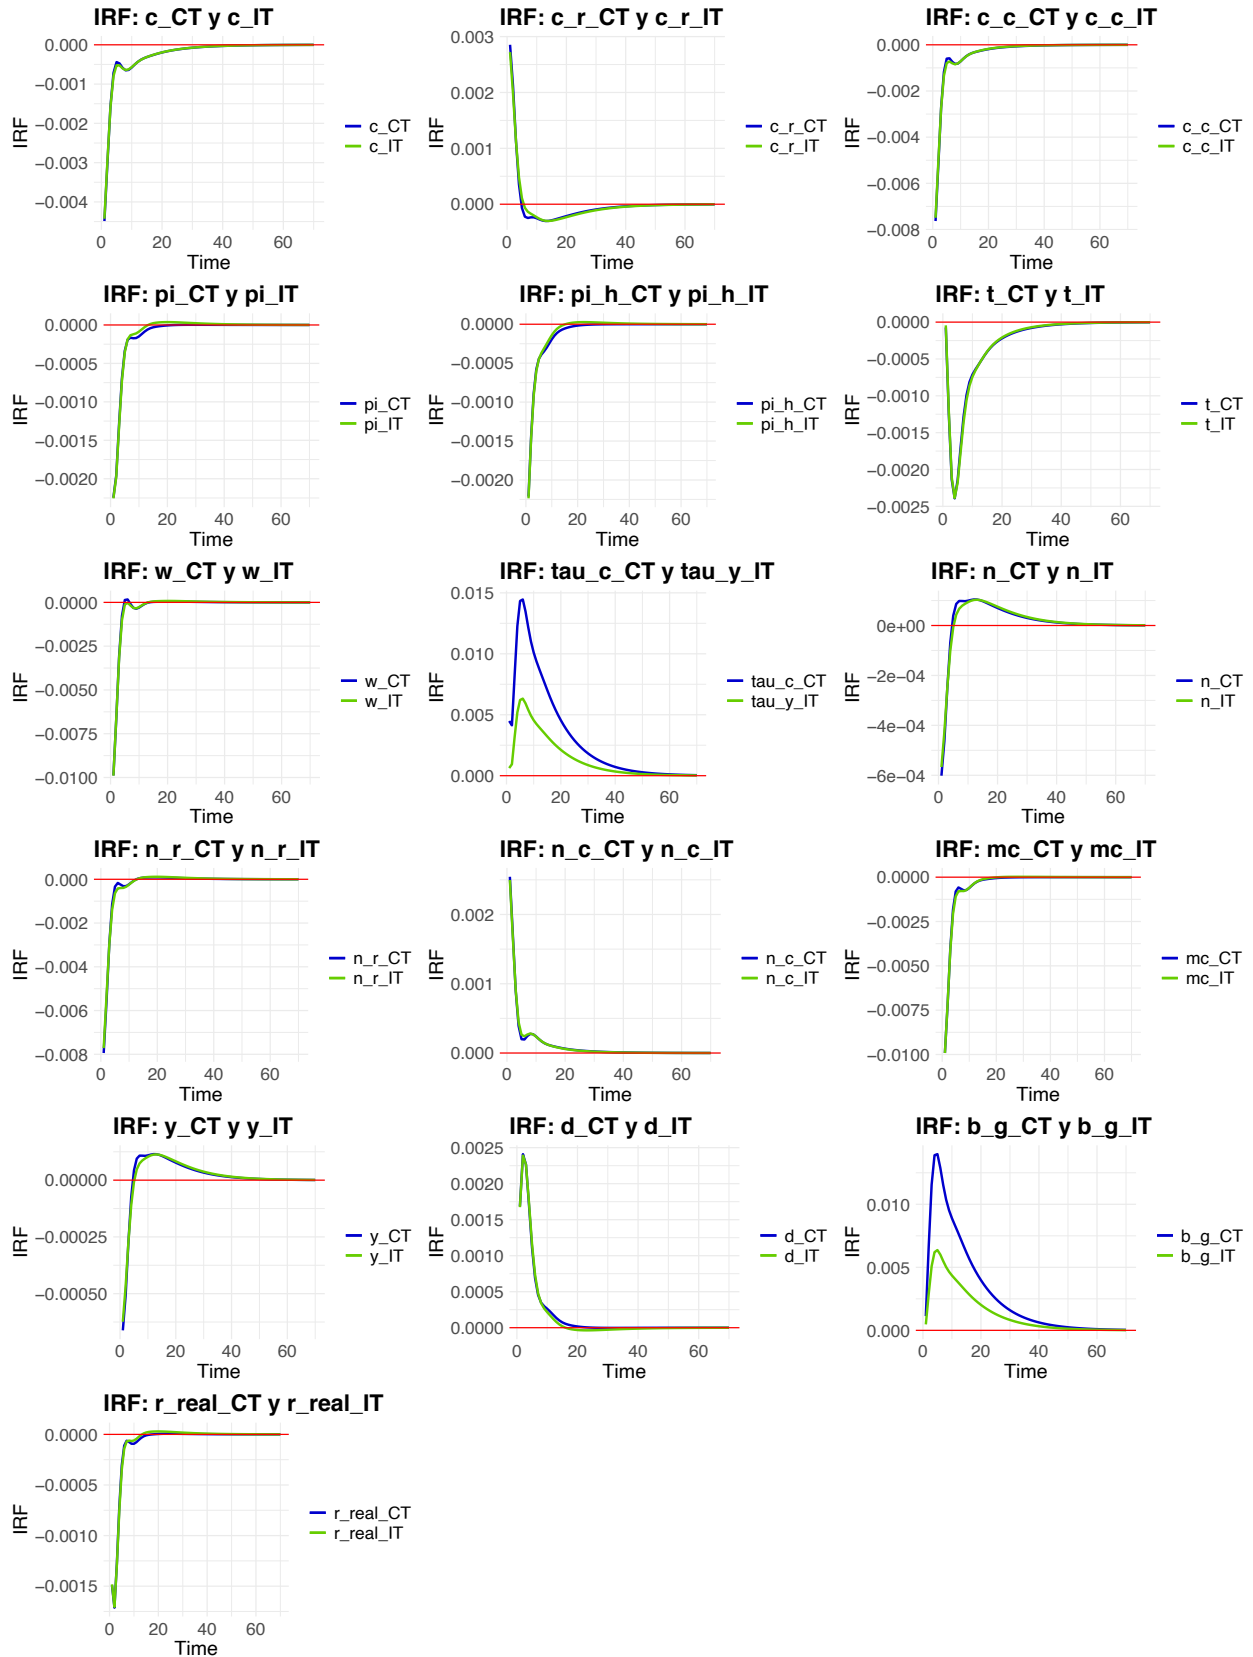 IRF: c_CT y c_IT
0.000
−0.001
−0.002
−0.003
−0.004
IRF
0 20 40 60
Time
c_CT
c_IT
IRF: c_r_CT y c_r_IT
0.003
0.002
0.001
0.000
IRF
0 20 40 60
Time
c_r_CT
c_r_IT
IRF: c_c_CT y c_c_IT
0.000
−0.002
−0.004
−0.006
−0.008
IRF
0 20 40 60
Time
c_c_CT
c_c_IT
IRF: pi_CT y pi_IT
0.0000
−0.0005
−0.0010
−0.0015
−0.0020
IRF
0 20 40 60
Time
pi_CT
pi_IT
IRF: pi_h_CT y pi_h_IT
0.0000
−0.0005
−0.0010
−0.0015
−0.0020
IRF
0 20 40 60
Time
pi_h_CT
pi_h_IT
IRF: t_CT y t_IT
0.0000
−0.0005
−0.0010
−0.0015
−0.0020
−0.0025
IRF
0 20 40 60
Time
t_CT
t_IT
IRF: w_CT y w_IT
0.0000
−0.0025
−0.0050
−0.0075
−0.0100
IRF
0 20 40 60
Time
w_CT
w_IT
IRF: tau_c_CT y tau_y_IT
0.015
0.010
0.005
0.000
IRF
0 20 40 60
Time
tau_c_CT
tau_y_IT
IRF: n_CT y n_IT
0e+00
−2e−04
−4e−04
−6e−04
IRF
0 20 40 60
Time
n_CT
n_IT
IRF: n_r_CT y n_r_IT
0.000
−0.002
−0.004
−0.006
−0.008
IRF
0 20 40 60
Time
n_r_CT
n_r_IT
IRF: n_c_CT y n_c_IT
0.002
0.001
0.000
IRF
0 20 40 60
Time
n_c_CT
n_c_IT
IRF: mc_CT y mc_IT
0.0000
−0.0025
−0.0050
−0.0075
−0.0100
IRF
0 20 40 60
Time
mc_CT
mc_IT
IRF: y_CT y y_IT
0.00000
−0.00025
−0.00050
IRF
0 20 40 60
Time
y_CT
y_IT
IRF: d_CT y d_IT
0.0025
0.0020
0.0015
0.0010
0.0005
0.0000
IRF
0 20 40 60
Time
d_CT
d_IT
IRF: b_g_CT y b_g_IT
0.010
0.005
0.000
IRF
0 20 40 60
Time
b_g_CT
b_g_IT
IRF: r_real_CT y r_real_IT
0.0000
−0.0005
−0.0010
−0.0015
IRF
0 20 40 60
Time
r_real_CT
r_real_IT